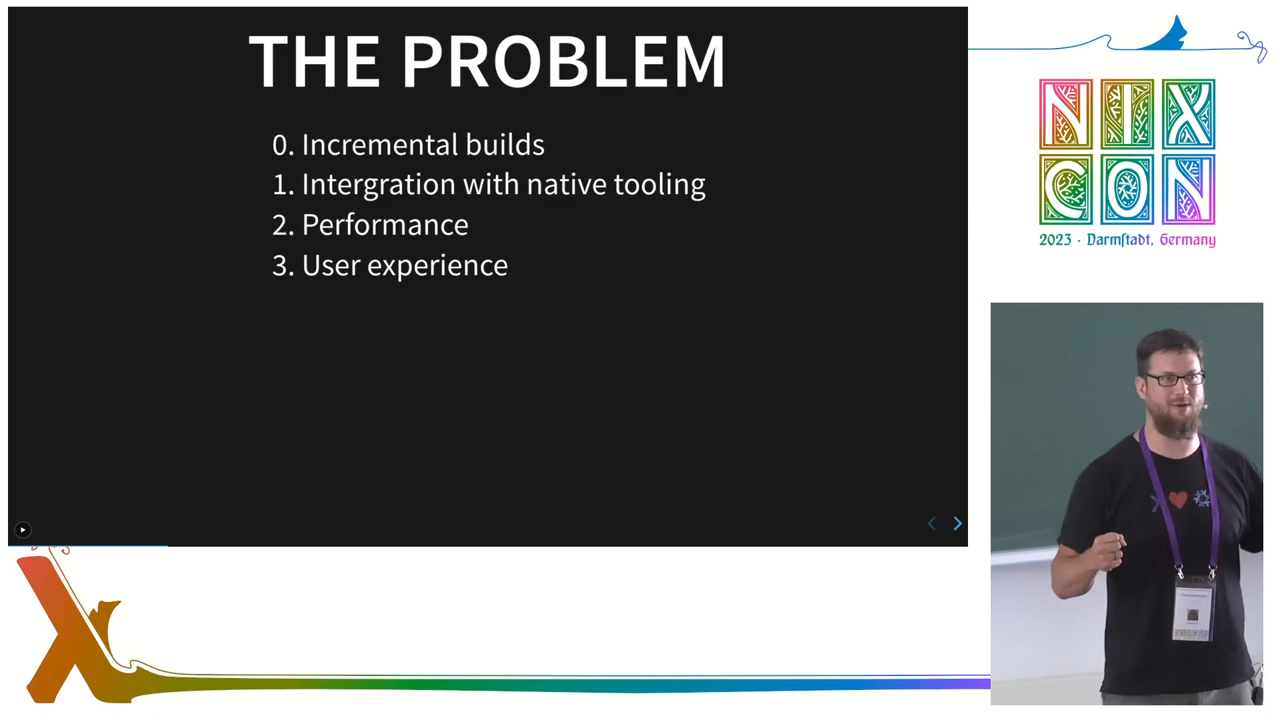 THE PROBLEM
0. Incremental builds
1. Intergration with native tooling
2. Performance
3. User experience
NIX
CON
2023 · Darmſtadt, Germany